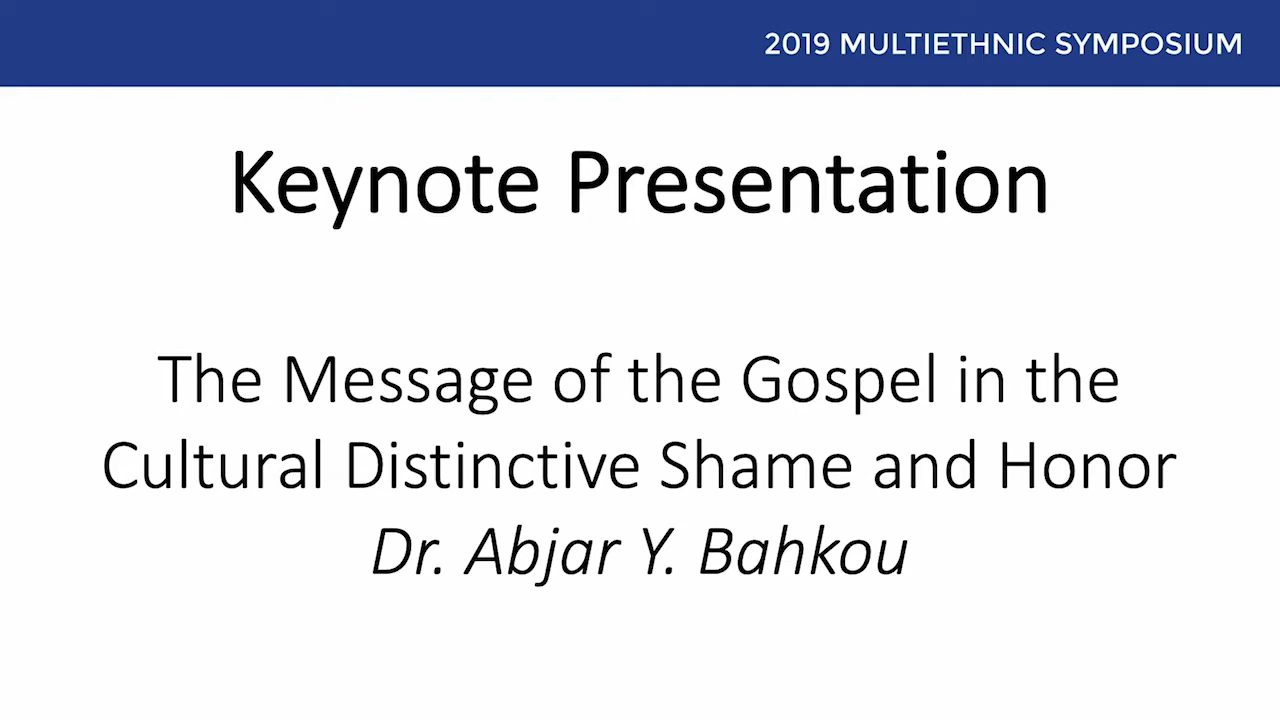 2019 MULTIETHNIC SYMPOSIUM
Keynote Presentation
The Message of the Gospel in the
Cultural Distinctive Shame and Honor
Dr. Abjar Y. Bahkou